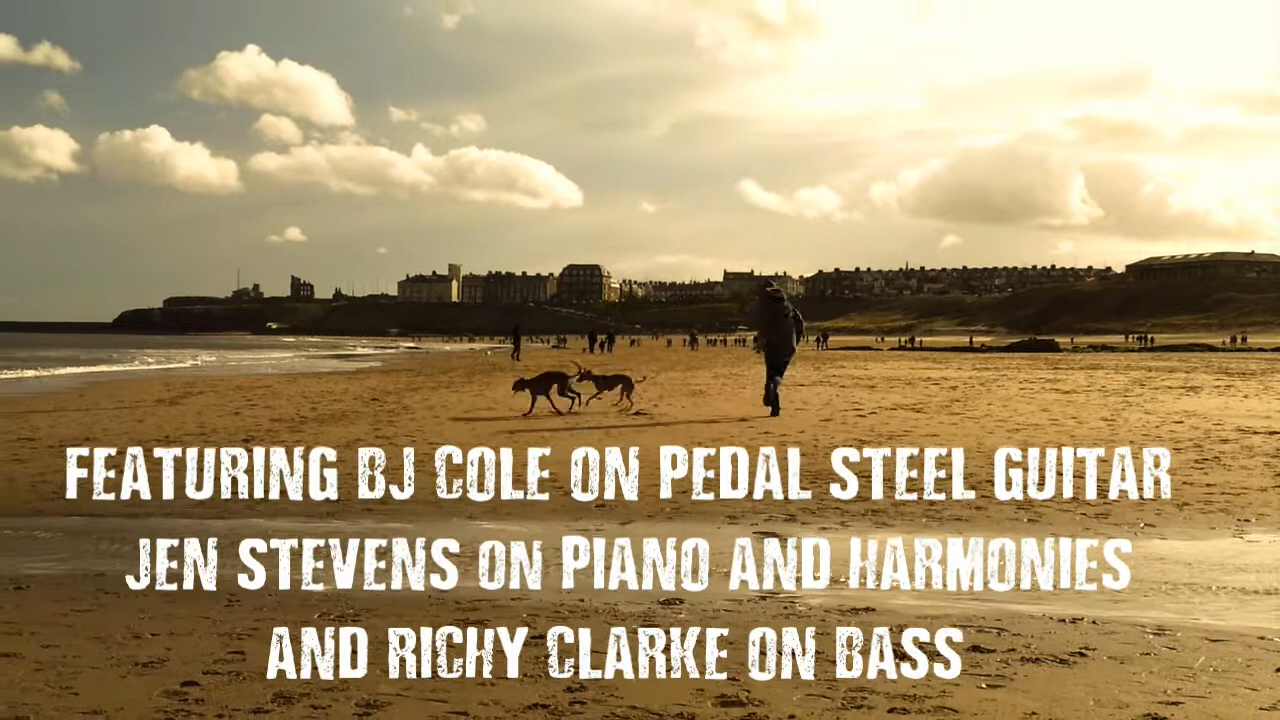 FEATURING BJ COLE ON PEDAL STEEL GUITAR
JEN STEVENS ON PIANO AND HARMONIES
AND RICHY CLARKE ON BASS